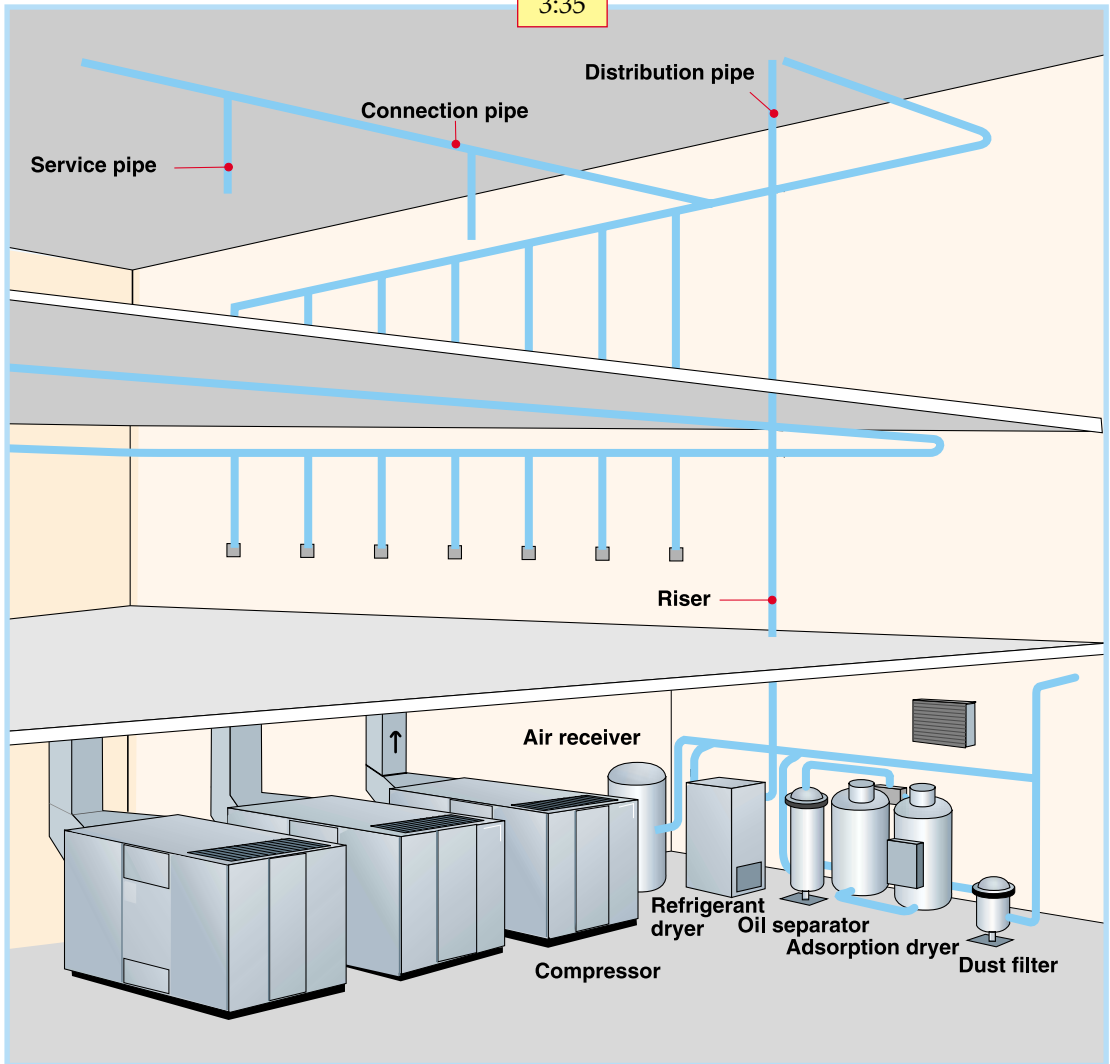 3:35
Distribution pipe
Connection pipe
Service pipe
Riser
Air receiver
Refrigerant
dryer
Oil separator
Adsorption dryer
Dust filter
Compressor